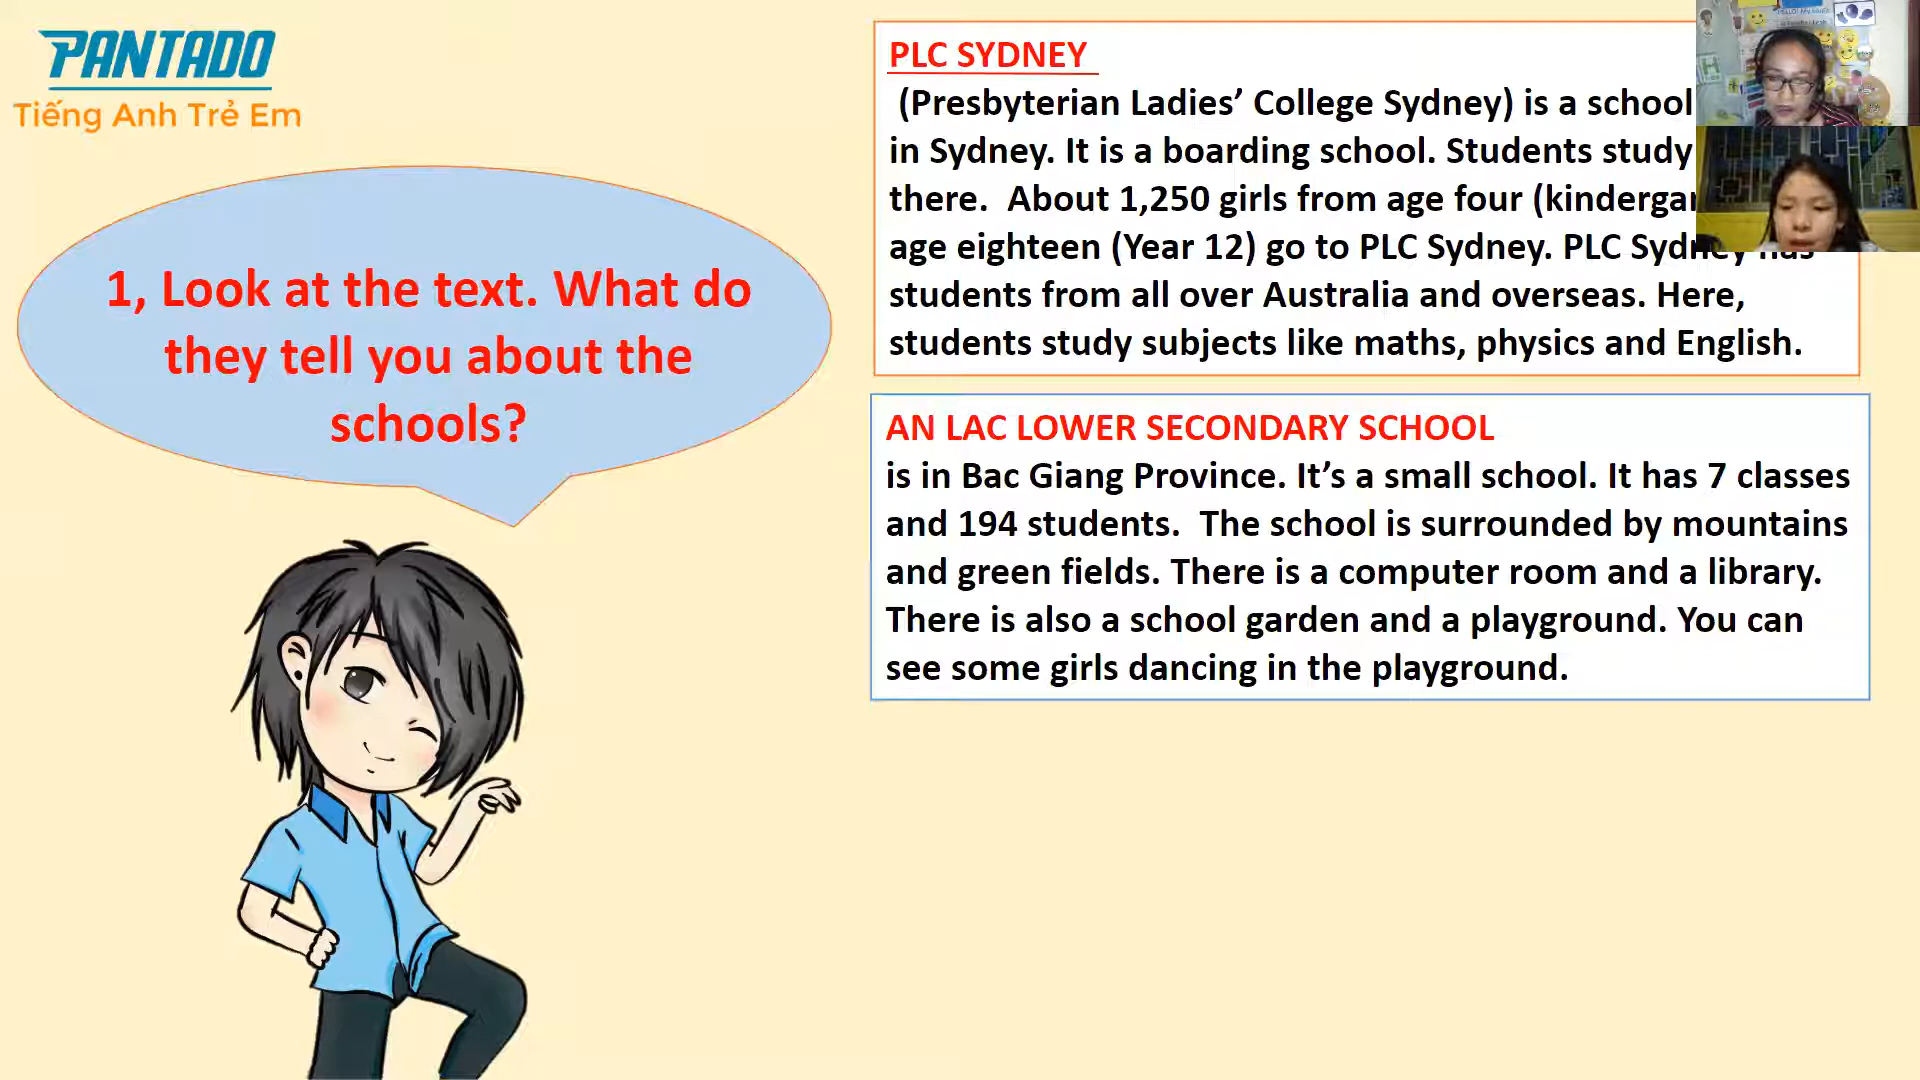 PANTADO
Tiếng Anh Trẻ Em
1, Look at the text. What do
they tell you about the
schools?
PLC SYDNEY
(Presbyterian Ladies’ College Sydney) is a school
in Sydney. It is a boarding school. Students study
there. About 1,250 girls from age four
age eighteen (Year 12) go to PLC Sydney. PLC Sydney has
students from all over Australia and overseas. Here,
students study subjects like maths, physics and English.
AN LAC LOWER SECONDARY SCHOOL
is in Bac Giang Province. It’s a small school. It has 7 classes
and 194 students. The school is surrounded by mountains
and green fields. There is a computer room and a library.
There is also a school garden and a playground. You can
see some girls dancing in the playground.